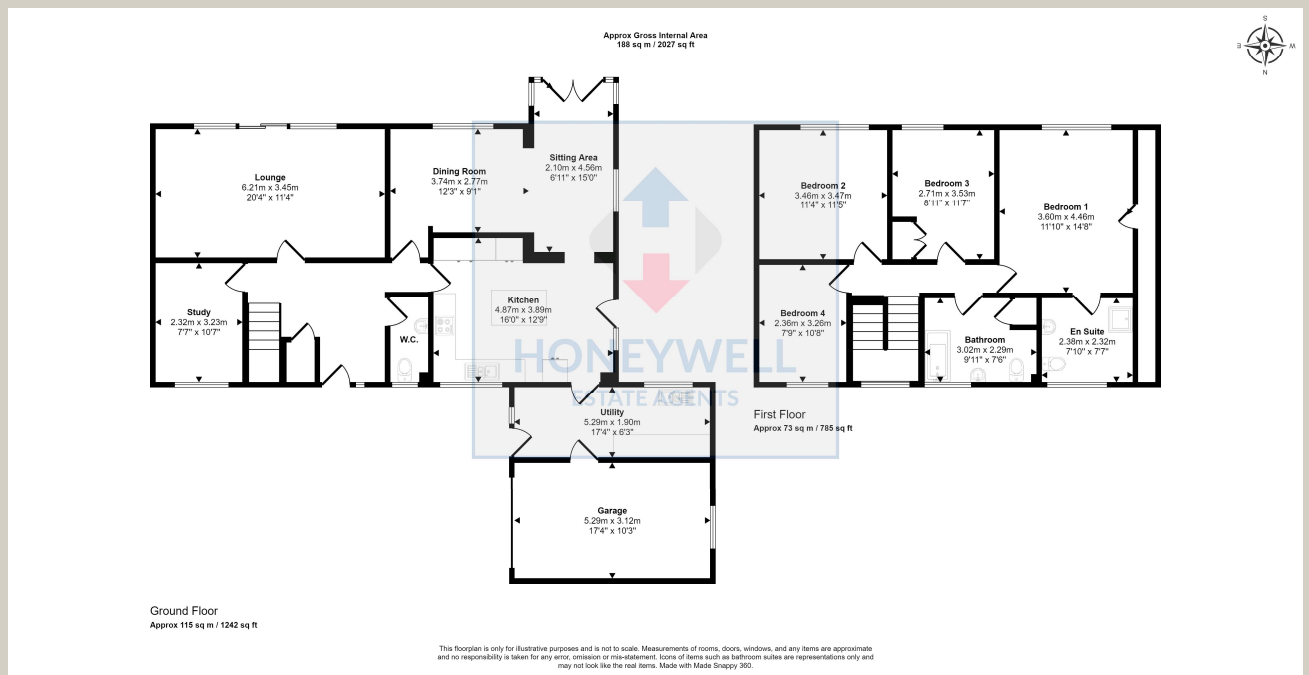 Approx Gross Internal Area
188 sq m / 2027 sq ft
S
E
W
N
Lounge
6.21m x 3.45m
20'4" x 11'4"
Dining Room
3.74m x 2.77m
12'3" x 9'1"
Sitting Area
2.10m x 4.56m
6'11" x 15'0"
Study
2.32m x 3.23m
7'7" x 10'7"
W.C.
Kitchen
4.87m x 3.89m
16'0" x 12'9"
Utility
5.29m x 1.90m
17'4" x 6'3"
Garage
5.29m x 3.12m
17'4" x 10'3"
Ground Floor
Approx 115 sq m / 1242 sq ft
HONEYWELL
ESTATE AGENTS
Bedroom 2
3.46m x 3.47m
11'4" x 11'5"
Bedroom 3
2.71m x 3.53m
8'11" x 11'7"
Bedroom 1
3.60m x 4.46m
11'10" x 14'8"
Bedroom 4
2.36m x 3.26m
7'9" x 10'8"
Bathroom
3.02m x 2.29m
9'11" x 7'6"
En Suite
2.38m x 2.32m
7'10" x 7'7"
First Floor
Approx 73 sq m / 785 sq ft
This floorplan is only for illustrative purposes and is not to scale. Measurements of rooms, doors, windows, and any items are approximate
and no responsibility is taken for any error, omission or mis-statement. Icons of items such as bathroom suites are representations only and
may not look like the real items. Made with Made Snappy 360.